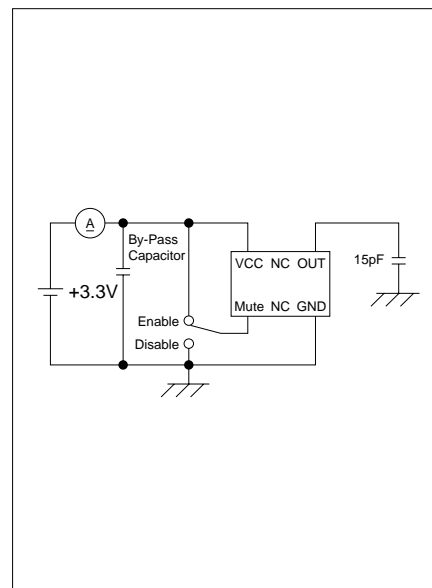 A
By-Pass
Capacitor
VCC NC OUT
15pF
+3.3V
Mute NC GND
Enable
Disable